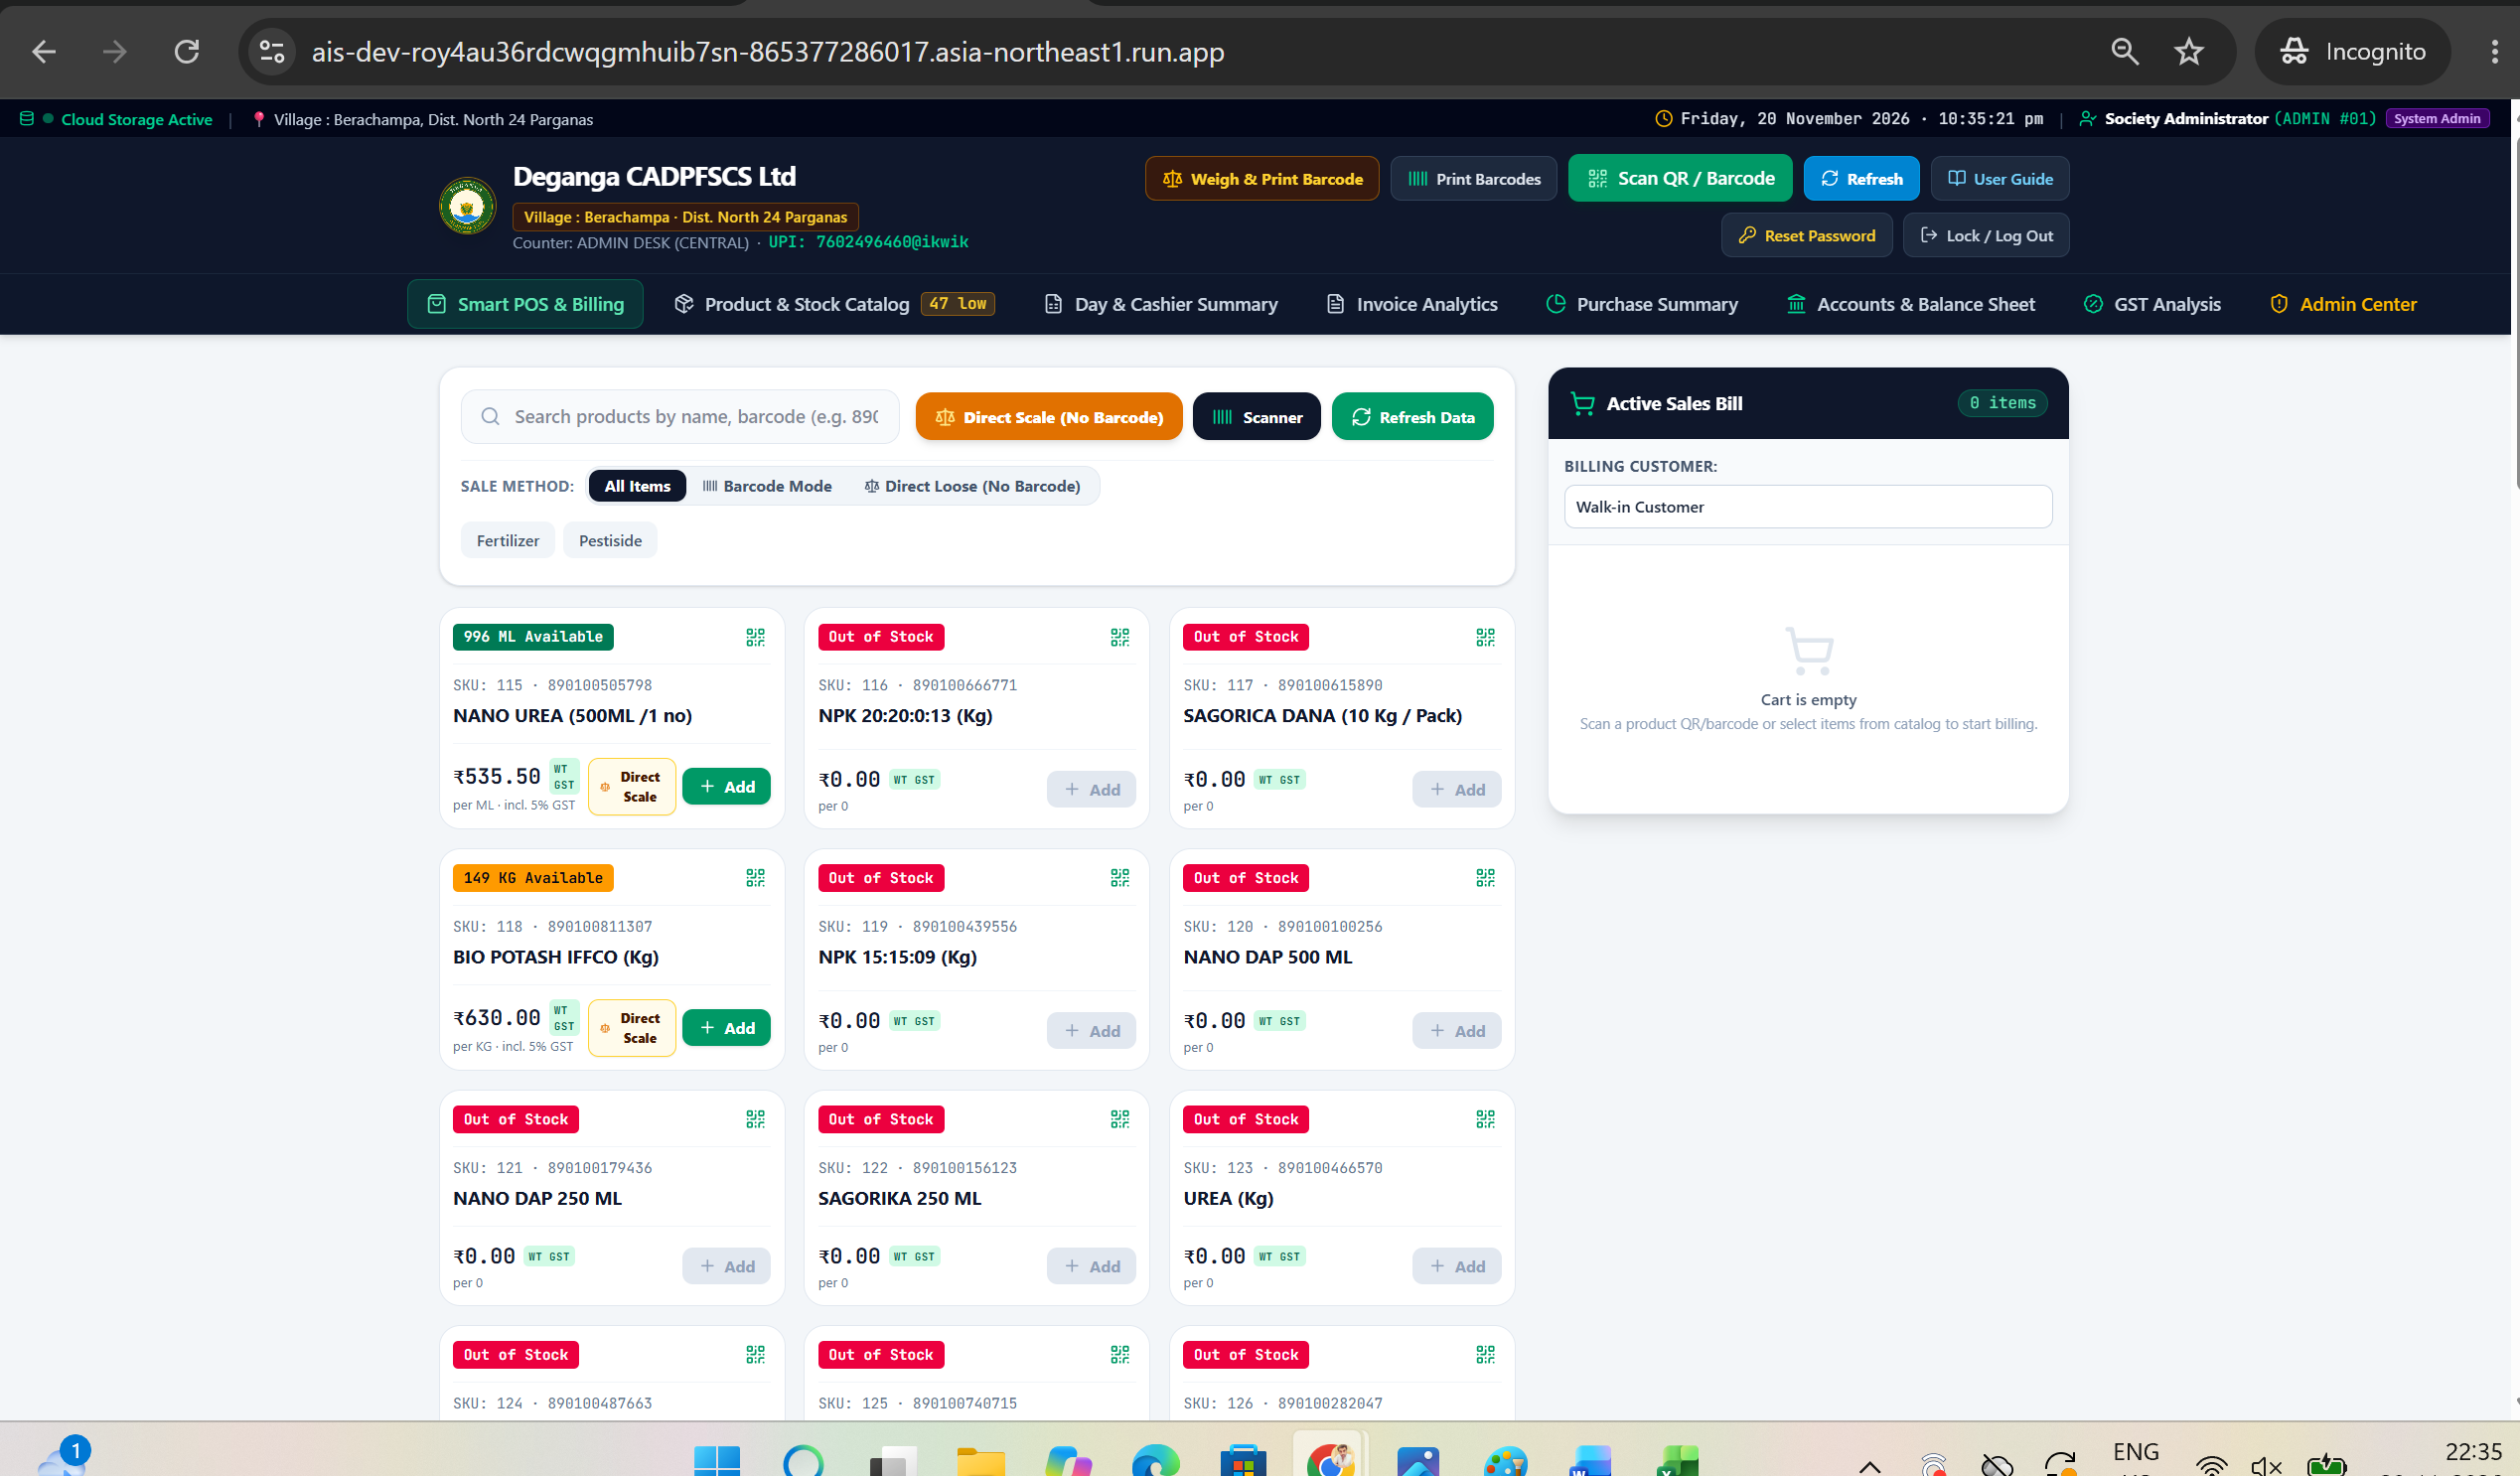 ais-dev-roy4au36rdcwqgmhuib7sn-865377286017.asia-northeast1.run.app
Incognito
Cloud Storage Active | Village : Berachampa, Dist. North 24 Parganas
Friday, 20 November 2026 · 10:35:21 pm | Society Administrator (ADMIN #01) System Admin
Deganga CADPFSCS Ltd
Village : Berachampa · Dist. North 24 Parganas
Counter: ADMIN DESK (CENTRAL) · UPI: 7602496460@ikwik
Weigh & Print Barcode
Print Barcodes
Scan QR / Barcode
Refresh
User Guide
Reset Password
Lock / Log Out
Smart POS & Billing
Product & Stock Catalog 47 low
Day & Cashier Summary
Invoice Analytics
Purchase Summary
Accounts & Balance Sheet
GST Analysis
Admin Center
Search products by name, barcode (e.g. 890
Direct Scale (No Barcode)
Scanner
Refresh Data
SALE METHOD: All Items Barcode Mode Direct Loose (No Barcode)
Fertilizer Pestiside
Active Sales Bill 0 items
BILLING CUSTOMER:
Walk-in Customer
Cart is empty
Scan a product QR/barcode or select items from catalog to start billing.
996 ML Available
SKU: 115 · 890100505798
NANO UREA (500ML /1 no)
₹535.50 WT GST
per ML · incl. 5% GST
Direct Scale
+ Add
Out of Stock
SKU: 116 · 890100666771
NPK 20:20:0:13 (Kg)
₹0.00 WT GST
per 0
+ Add
Out of Stock
SKU: 117 · 890100615890
SAGORICA DANA (10 Kg / Pack)
₹0.00 WT GST
per 0
+ Add
149 KG Available
SKU: 118 · 890100811307
BIO POTASH IFFCO (Kg)
₹630.00 WT GST
per KG · incl. 5% GST
Direct Scale
+ Add
Out of Stock
SKU: 119 · 890100439556
NPK 15:15:09 (Kg)
₹0.00 WT GST
per 0
+ Add
Out of Stock
SKU: 120 · 890100100256
NANO DAP 500 ML
₹0.00 WT GST
per 0
+ Add
Out of Stock
SKU: 121 · 890100179436
NANO DAP 250 ML
₹0.00 WT GST
per 0
+ Add
Out of Stock
SKU: 122 · 890100156123
SAGORIKA 250 ML
₹0.00 WT GST
per 0
+ Add
Out of Stock
SKU: 123 · 890100466570
UREA (Kg)
₹0.00 WT GST
per 0
+ Add
Out of Stock
SKU: 124 · 890100487663
Out of Stock
SKU: 125 · 890100740715
Out of Stock
SKU: 126 · 890100282047
1
ENG
22:35